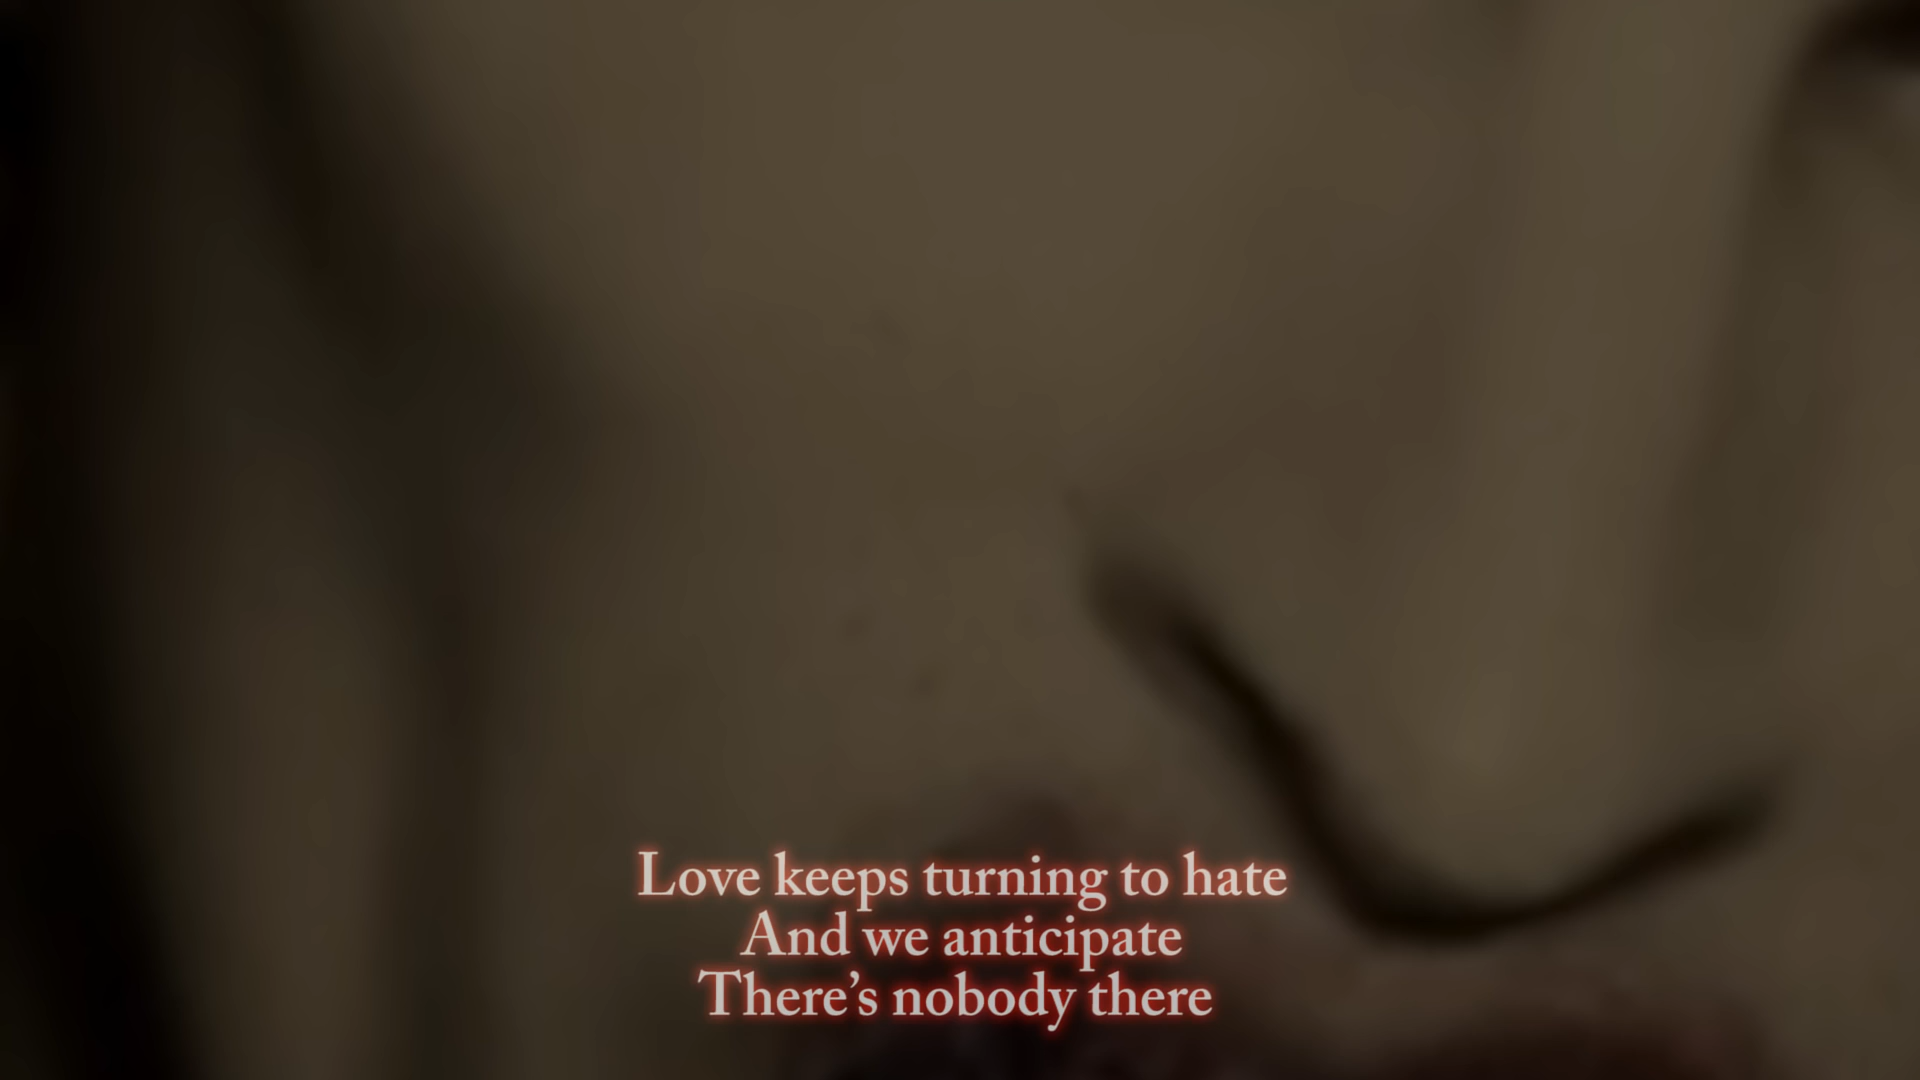 Love keeps turning to hate
And we anticipate
There’s nobody there